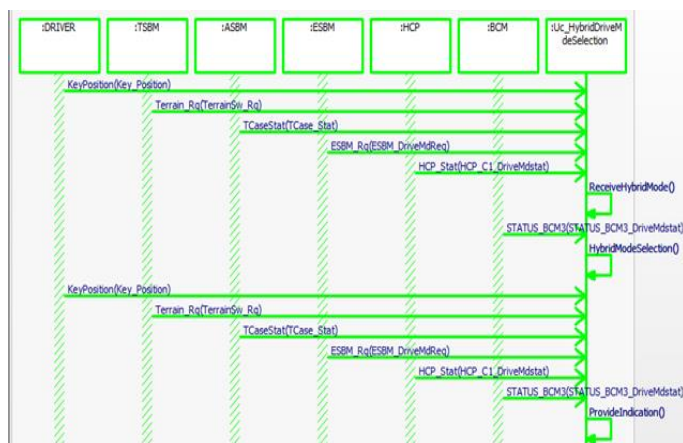 :DRIVER :TSBM :ASBM :ESBM :HCP :BCM :Uc_HybridDriveM
deSelection
KeyPosition(Key_Position)
Terrain_Rq(TerrainSw_Rq)
TCaseStat(TCase_Stat)
ESBM_Rq(ESBM_DriveMdReq)
HCP_Stat(HCP_C1_DriveMdstat)
ReceiveHybridMode()
STATUS_BCM3(STATUS_BCM3_DriveMdstat)
HybridModeSelection()
KeyPosition(Key_Position)
Terrain_Rq(TerrainSw_Rq)
TCaseStat(TCase_Stat)
ESBM_Rq(ESBM_DriveMdReq)
HCP_Stat(HCP_C1_DriveMdstat)
STATUS_BCM3(STATUS_BCM3_DriveMdstat)
ProvideIndication()